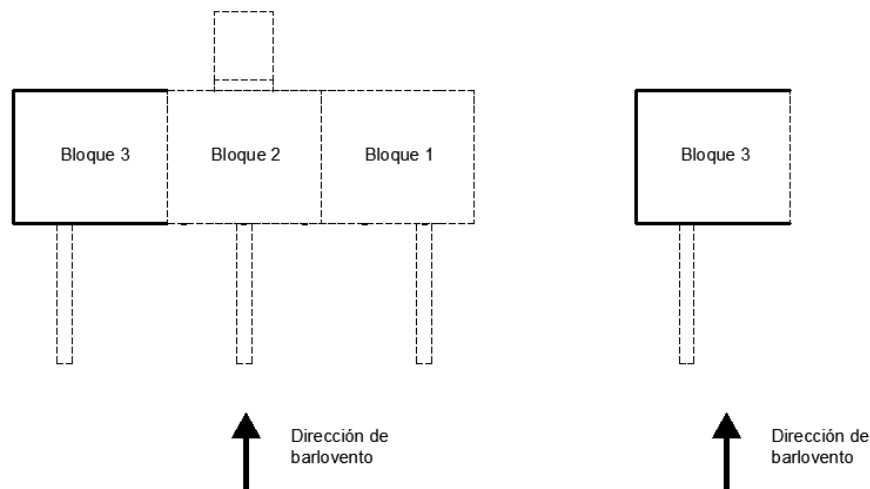 Bloque 3
Bloque 2
Bloque 1
Bloque 3
Dirección de
barlovento
Dirección de
barlovento